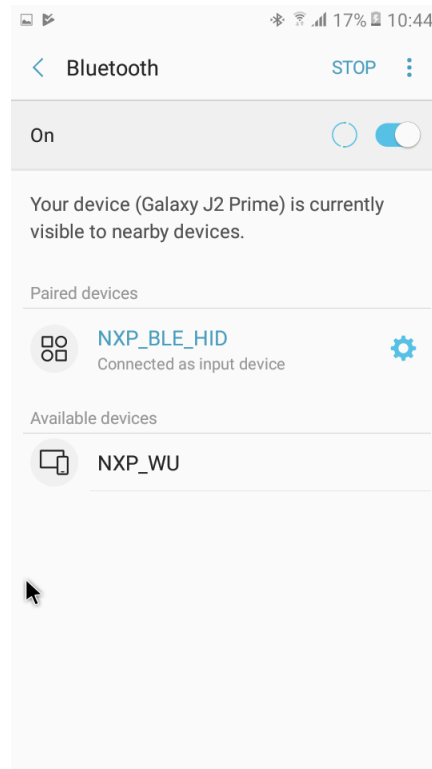 17% 10:44
Bluetooth STOP
On
Your device (Galaxy J2 Prime) is currently
visible to nearby devices.
Paired devices
NXP_BLE_HID
Connected as input device
Available devices
NXP_WU